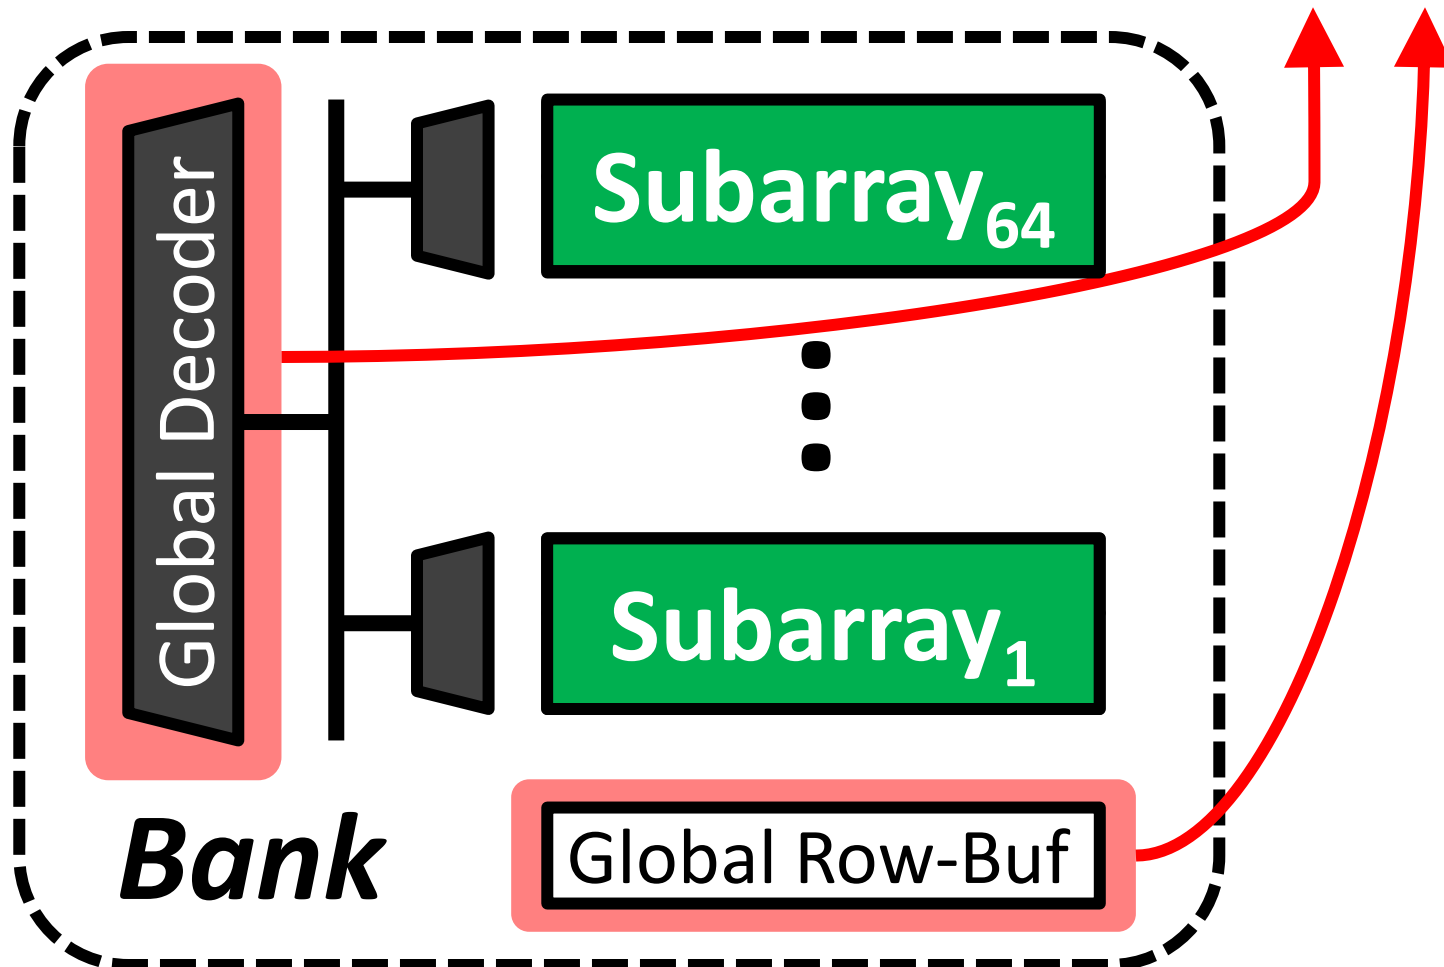 Global Decoder
Subarray₆₄
Subarray₁
Bank
Global Row-Buf